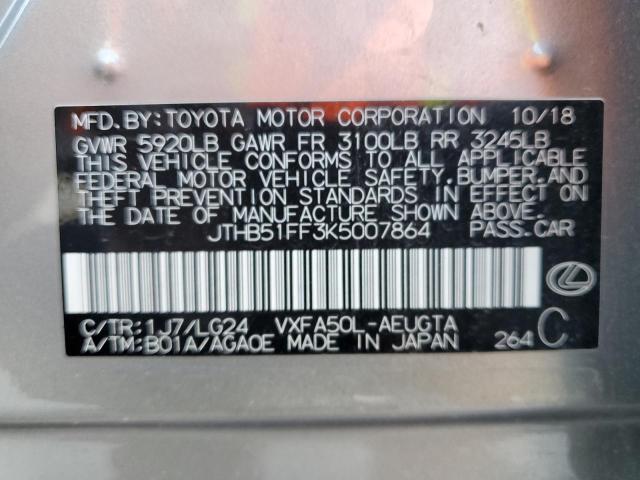 MFD.BY:TOYOTA MOTOR CORPORATION 10/18
GVWR 5920LB GAWR FR 3100LB RR 3245LB
THIS VEHICLE CONFORMS TO ALL APPLICABLE
FEDERAL MOTOR VEHICLE SAFETY,BUMPER,AND
THEFT PREVENTION STANDARDS IN EFFECT ON
THE DATE OF MANUFACTURE SHOWN ABOVE.
JTHB51FF3K5007864 PASS.CAR
C/TR:1J7/LG24 VXFA50L-AEUGTA
A/TM:B01A/AGA0E MADE IN JAPAN 264 C